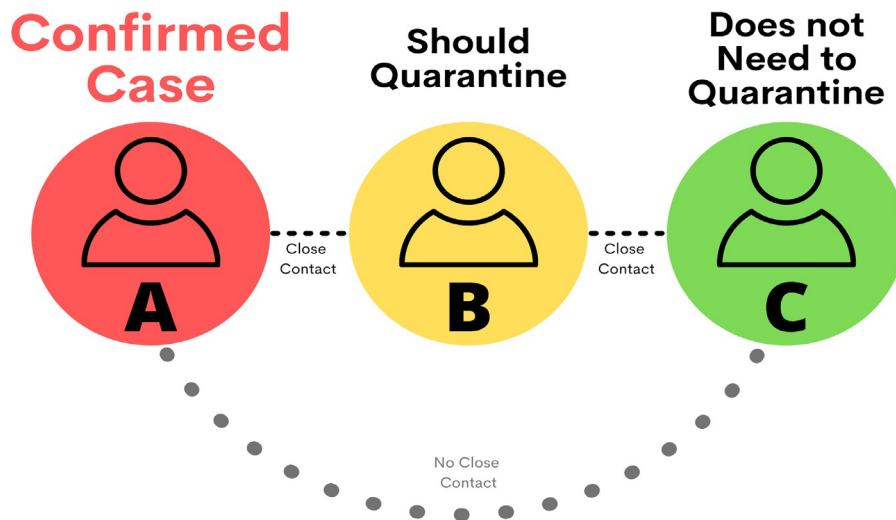 Confirmed
Case
Should
Quarantine
Does not
Need to
Quarantine
Close
Contact
Close
Contact
A
B
C
No Close
Contact